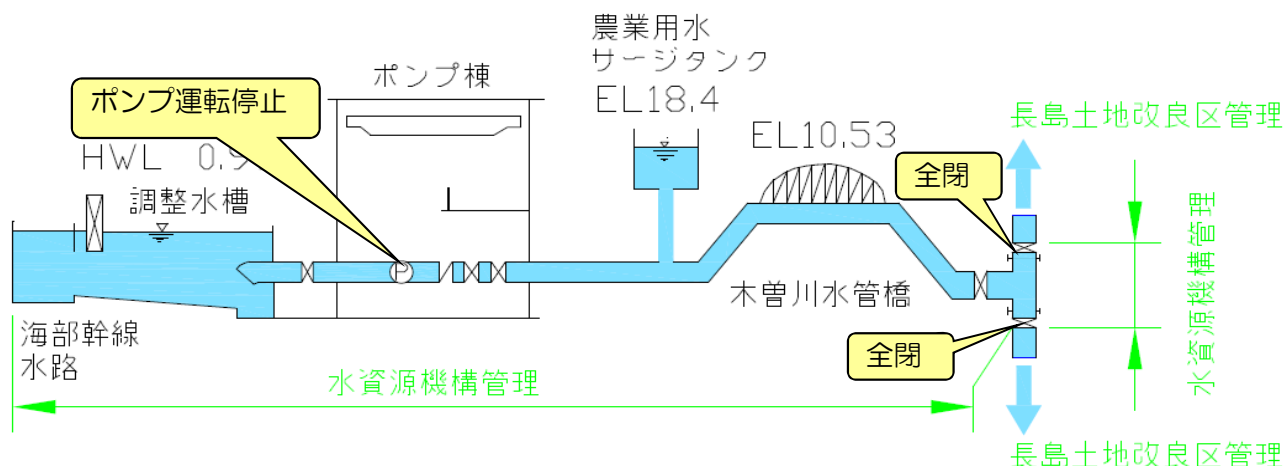 農業用水
サージタンク
EL18.4
ポンプ棟
ポンプ運転停止
HWL 0.9
調整水槽
EL10.53
長島土地改良区管理
全閉
水資源機構管理
木曽川水管橋
海部幹線
水路
全閉
水資源機構管理
長島土地改良区管理